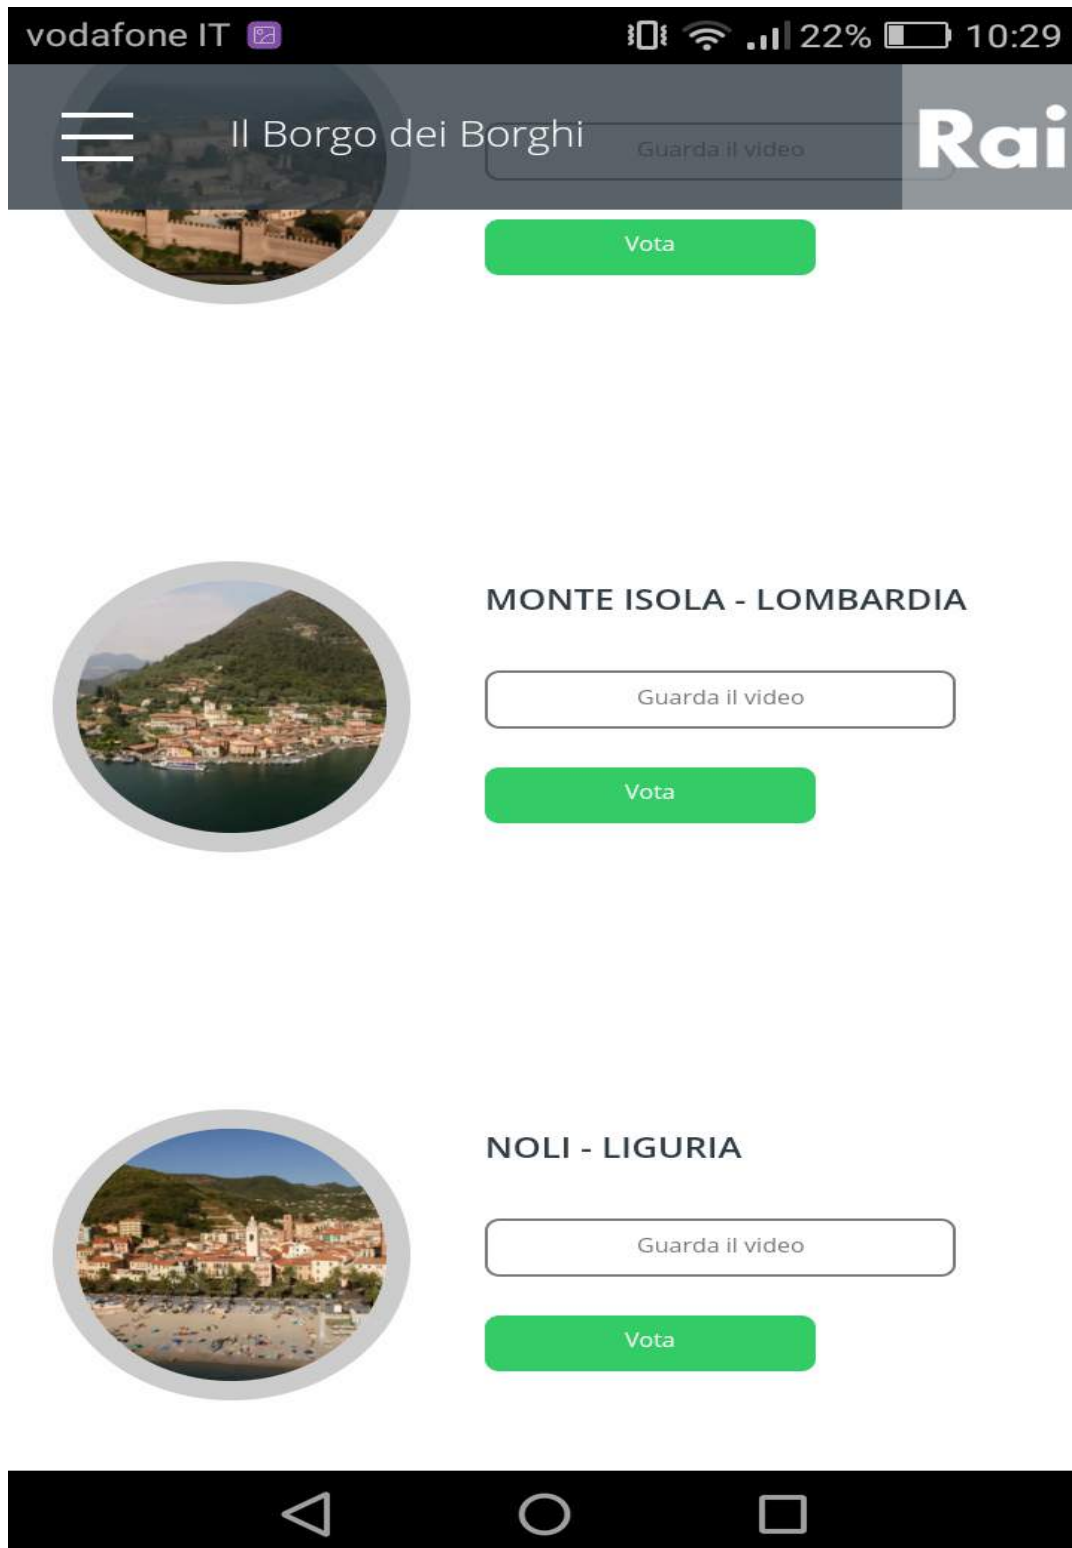 vodafone IT 22% 10:29
Il Borgo dei Borghi
Rai
Guarda il video
Vota
MONTE ISOLA - LOMBARDIA
Guarda il video
Vota
NOLI - LIGURIA
Guarda il video
Vota